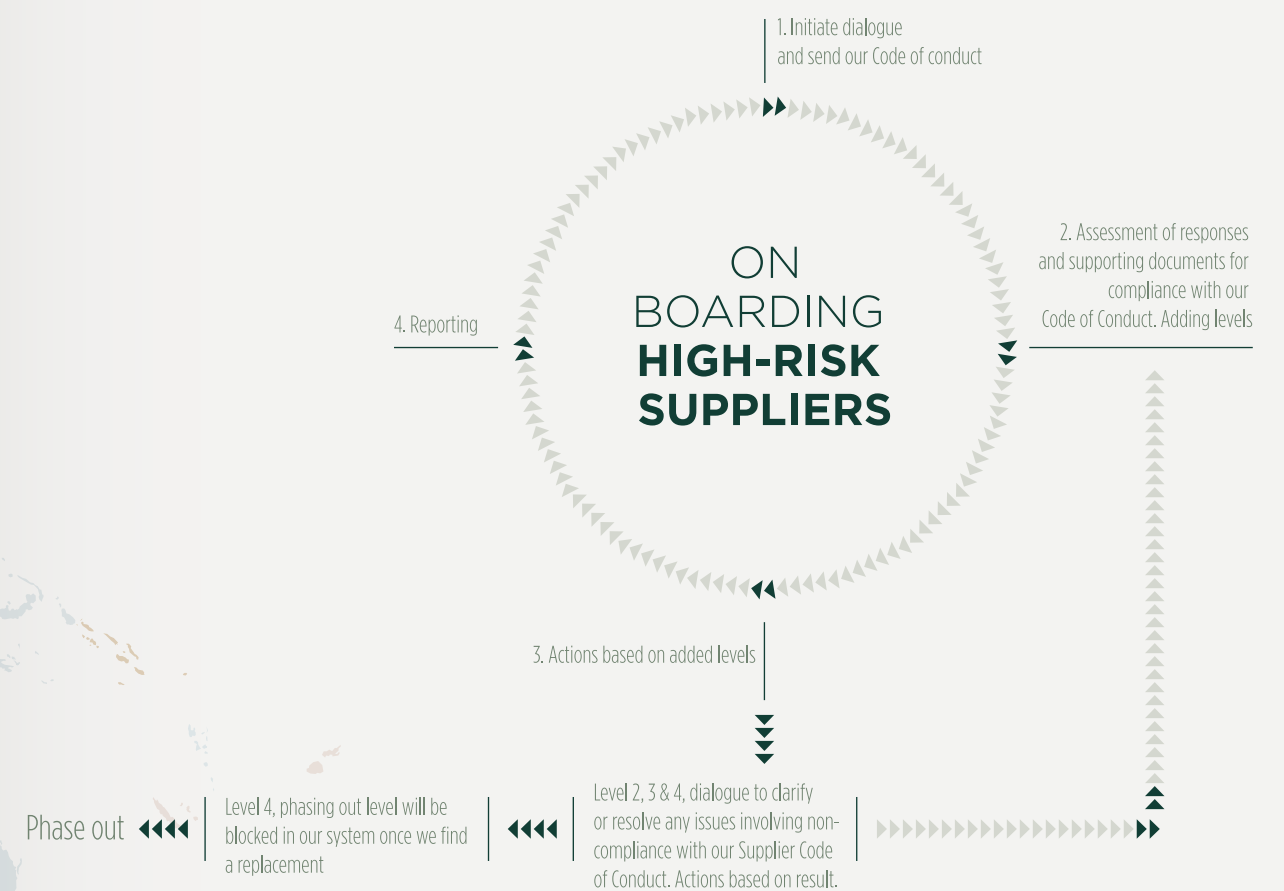 1. Initiate dialogue
and send our Code of conduct
ON
BOARDING
HIGH-RISK
SUPPLIERS
2. Assessment of responses
and supporting documents for
compliance with our
Code of Conduct. Adding levels
4. Reporting
3. Actions based on added levels
Level 2, 3 & 4, dialogue to clarify
or resolve any issues involving non-
compliance with our Supplier Code
of Conduct. Actions based on result.
Level 4, phasing out level will be
blocked in our system once we find
a replacement
Phase out